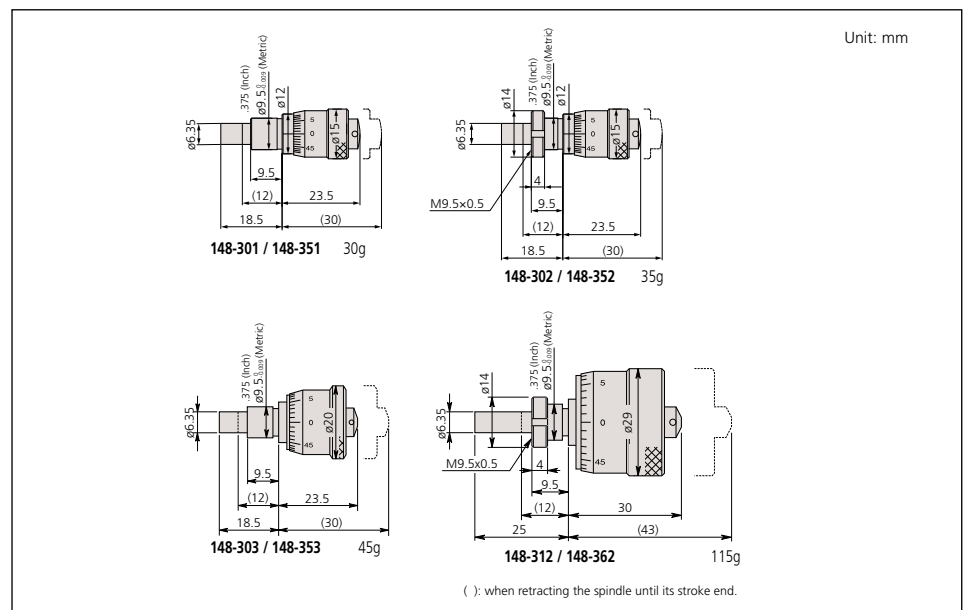 Unit: mm
.375 (Inch)
ø9.5 0 -0.009 (Metric)
ø12
ø6.35
ø15
5
0
45
9.5
(12)
23.5
18.5
(30)
148-301 / 148-351 30g
ø14
.375 (Inch)
ø9.5 0 -0.009 (Metric)
ø12
ø6.35
ø15
5
0
45
4
M9.5×0.5
9.5
(12)
23.5
18.5
(30)
148-302 / 148-352 35g
.375 (Inch)
ø9.5 0 -0.009 (Metric)
ø6.35
ø20
5
0
45
9.5
(12)
23.5
18.5
(30)
148-303 / 148-353 45g
ø14
.375 (Inch)
ø9.5 0 -0.009 (Metric)
ø6.35
ø29
5
0
45
M9.5x0.5
4
9.5
(12)
30
25
(43)
148-312 / 148-362 115g
( ): when retracting the spindle until its stroke end.